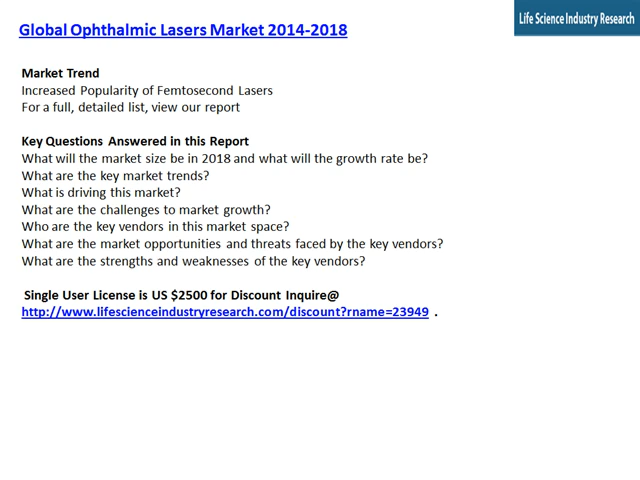 Global Ophthalmic Lasers Market 2014-2018
Life Science Industry Research
Market Trend
Increased Popularity of Femtosecond Lasers
For a full, detailed list, view our report
Key Questions Answered in this Report
What will the market size be in 2018 and what will the growth rate be?
What are the key market trends?
What is driving this market?
What are the challenges to market growth?
Who are the key vendors in this market space?
What are the market opportunities and threats faced by the key vendors?
What are the strengths and weaknesses of the key vendors?
Single User License is US $2500 for Discount Inquire@
http://www.lifescienceindustryresearch.com/discount?rname=23949 .